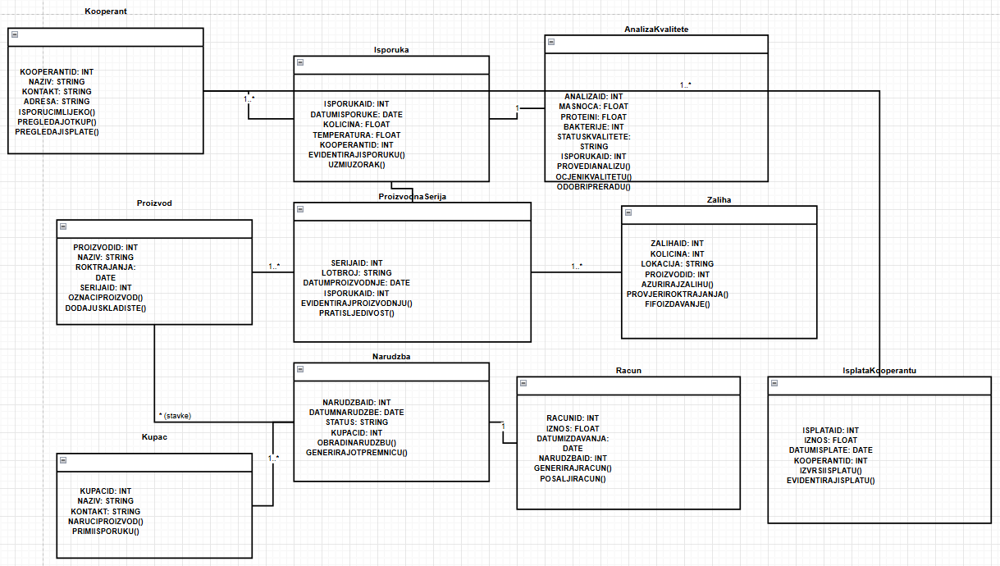 Kooperant
KOOPERANTID: INT
NAZIV: STRING
KONTAKT: STRING
ADRESA: STRING
ISPORUCIMLIJEKO()
PREGLEDAJOTKUP()
PREGLEDAJISPLATE()
1..*
Isporuka
ISPORUKAID: INT
DATUMISPORUKE: DATE
KOLICINA: FLOAT
TEMPERATURA: FLOAT
KOOPERANTID: INT
EVIDENTIRAJISPORUKU()
UZMIUZORAK()
1
AnalizaKvalitete
1..*
ANALIZAID: INT
MASNOCA: FLOAT
PROTEINI: FLOAT
BAKTERIJE: INT
STATUSKVALITETE:
STRING
ISPORUKAID: INT
PROVEDIANALIZU()
OCJENIKVALITETU()
ODOBRIPRERADU()
Proizvod
PROIZVODID: INT
NAZIV: STRING
ROKTRAJANJA:
DATE
SERIJAID: INT
OZNACIPROIZVOD()
DODAJUSKLADISTE()
1..*
ProizvodnaSerija
SERIJAID: INT
LOTBROJ: STRING
DATUMPROIZVODNJE: DATE
ISPORUKAID: INT
EVIDENTIRAJPROIZVODNJU()
PRATISLJEDIVOST()
1..*
Zaliha
ZALIHAID: INT
KOLICINA: INT
LOKACIJA: STRING
PROIZVODID: INT
AZURIRAJZALIHU()
PROVJERIROKTRAJANJA()
FIFOIZDAVANJE()
* (stavke)
Kupac
KUPACID: INT
NAZIV: STRING
KONTAKT: STRING
NARUCIPROIZVOD()
PRIMIISPORUKU()
1..*
Narudzba
NARUDZBAID: INT
DATUMNARUDZBE: DATE
STATUS: STRING
KUPACID: INT
OBRADINARUDZBU()
GENERIRAJOTPREMNICU()
1
Racun
RACUNID: INT
IZNOS: FLOAT
DATUMIZDAVANJA:
DATE
NARUDZBAID: INT
GENERIRAJRACUN()
POSALJIRACUN()
IsplataKooperantu
ISPLATAID: INT
IZNOS: FLOAT
DATUMISPLATE: DATE
KOOPERANTID: INT
IZVRSIISPLATU()
EVIDENTIRAJISPLATU()